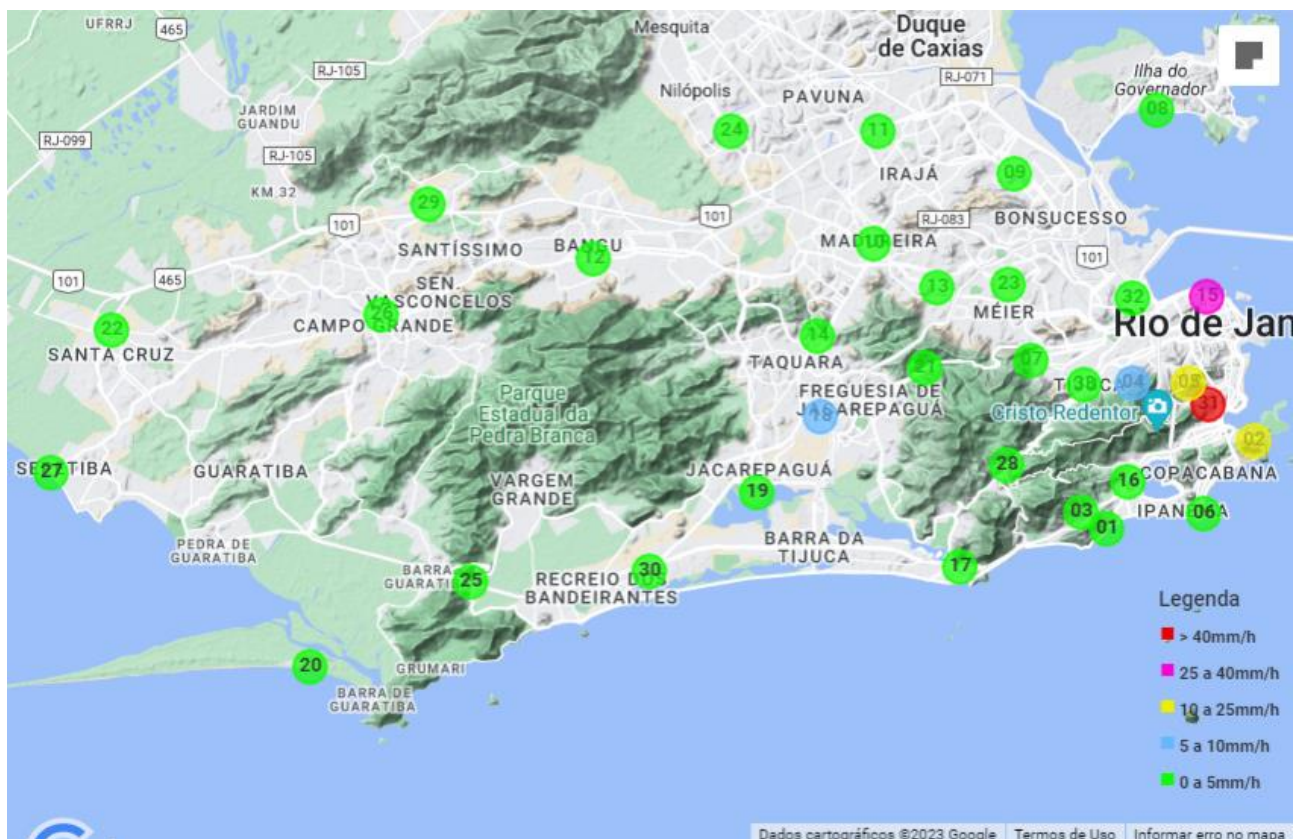 UFRRJ
465
Mesquita
Duque
de Caxias
RJ-105
RJ-071
Ilha do
Governador
Nilópolis
PAVUNA
JARDIM
GUANDU
08
24
11
RJ-099
RJ-105
IRAJÁ
09
KM 32
29
101
101
RJ-083
BONSUCESSO
SANTÍSSIMO
BANGU
12
MADUREIRA
10
101
101
465
SEN.
VASCONCELOS
13
23
MÉIER
32
15
26
CAMPO GRANDE
22
SANTA CRUZ
14
Rio de Jan
TAQUARA
21
07
Parque
Estadual da
Pedra Branca
FREGUESIA DE
JACAREPAGUÁ
18
TIJUCA
04
05
Cristo Redentor
31
02
SEPETIBA
27
GUARATIBA
VARGEM
GRANDE
JACAREPAGUÁ
19
28
COPACABANA
16
03
01
IPANEMA
06
PEDRA DE
GUARATIBA
BARRA DA
TIJUCA
17
25
30
RECREIO DOS
BANDEIRANTES
20
GRUMARI
BARRA DE
GUARATIBA
Legenda
> 40mm/h
25 a 40mm/h
10 a 25mm/h
5 a 10mm/h
0 a 5mm/h
Dados cartográficos ©2023 Google
Termos de Uso
Informar erro no mapa